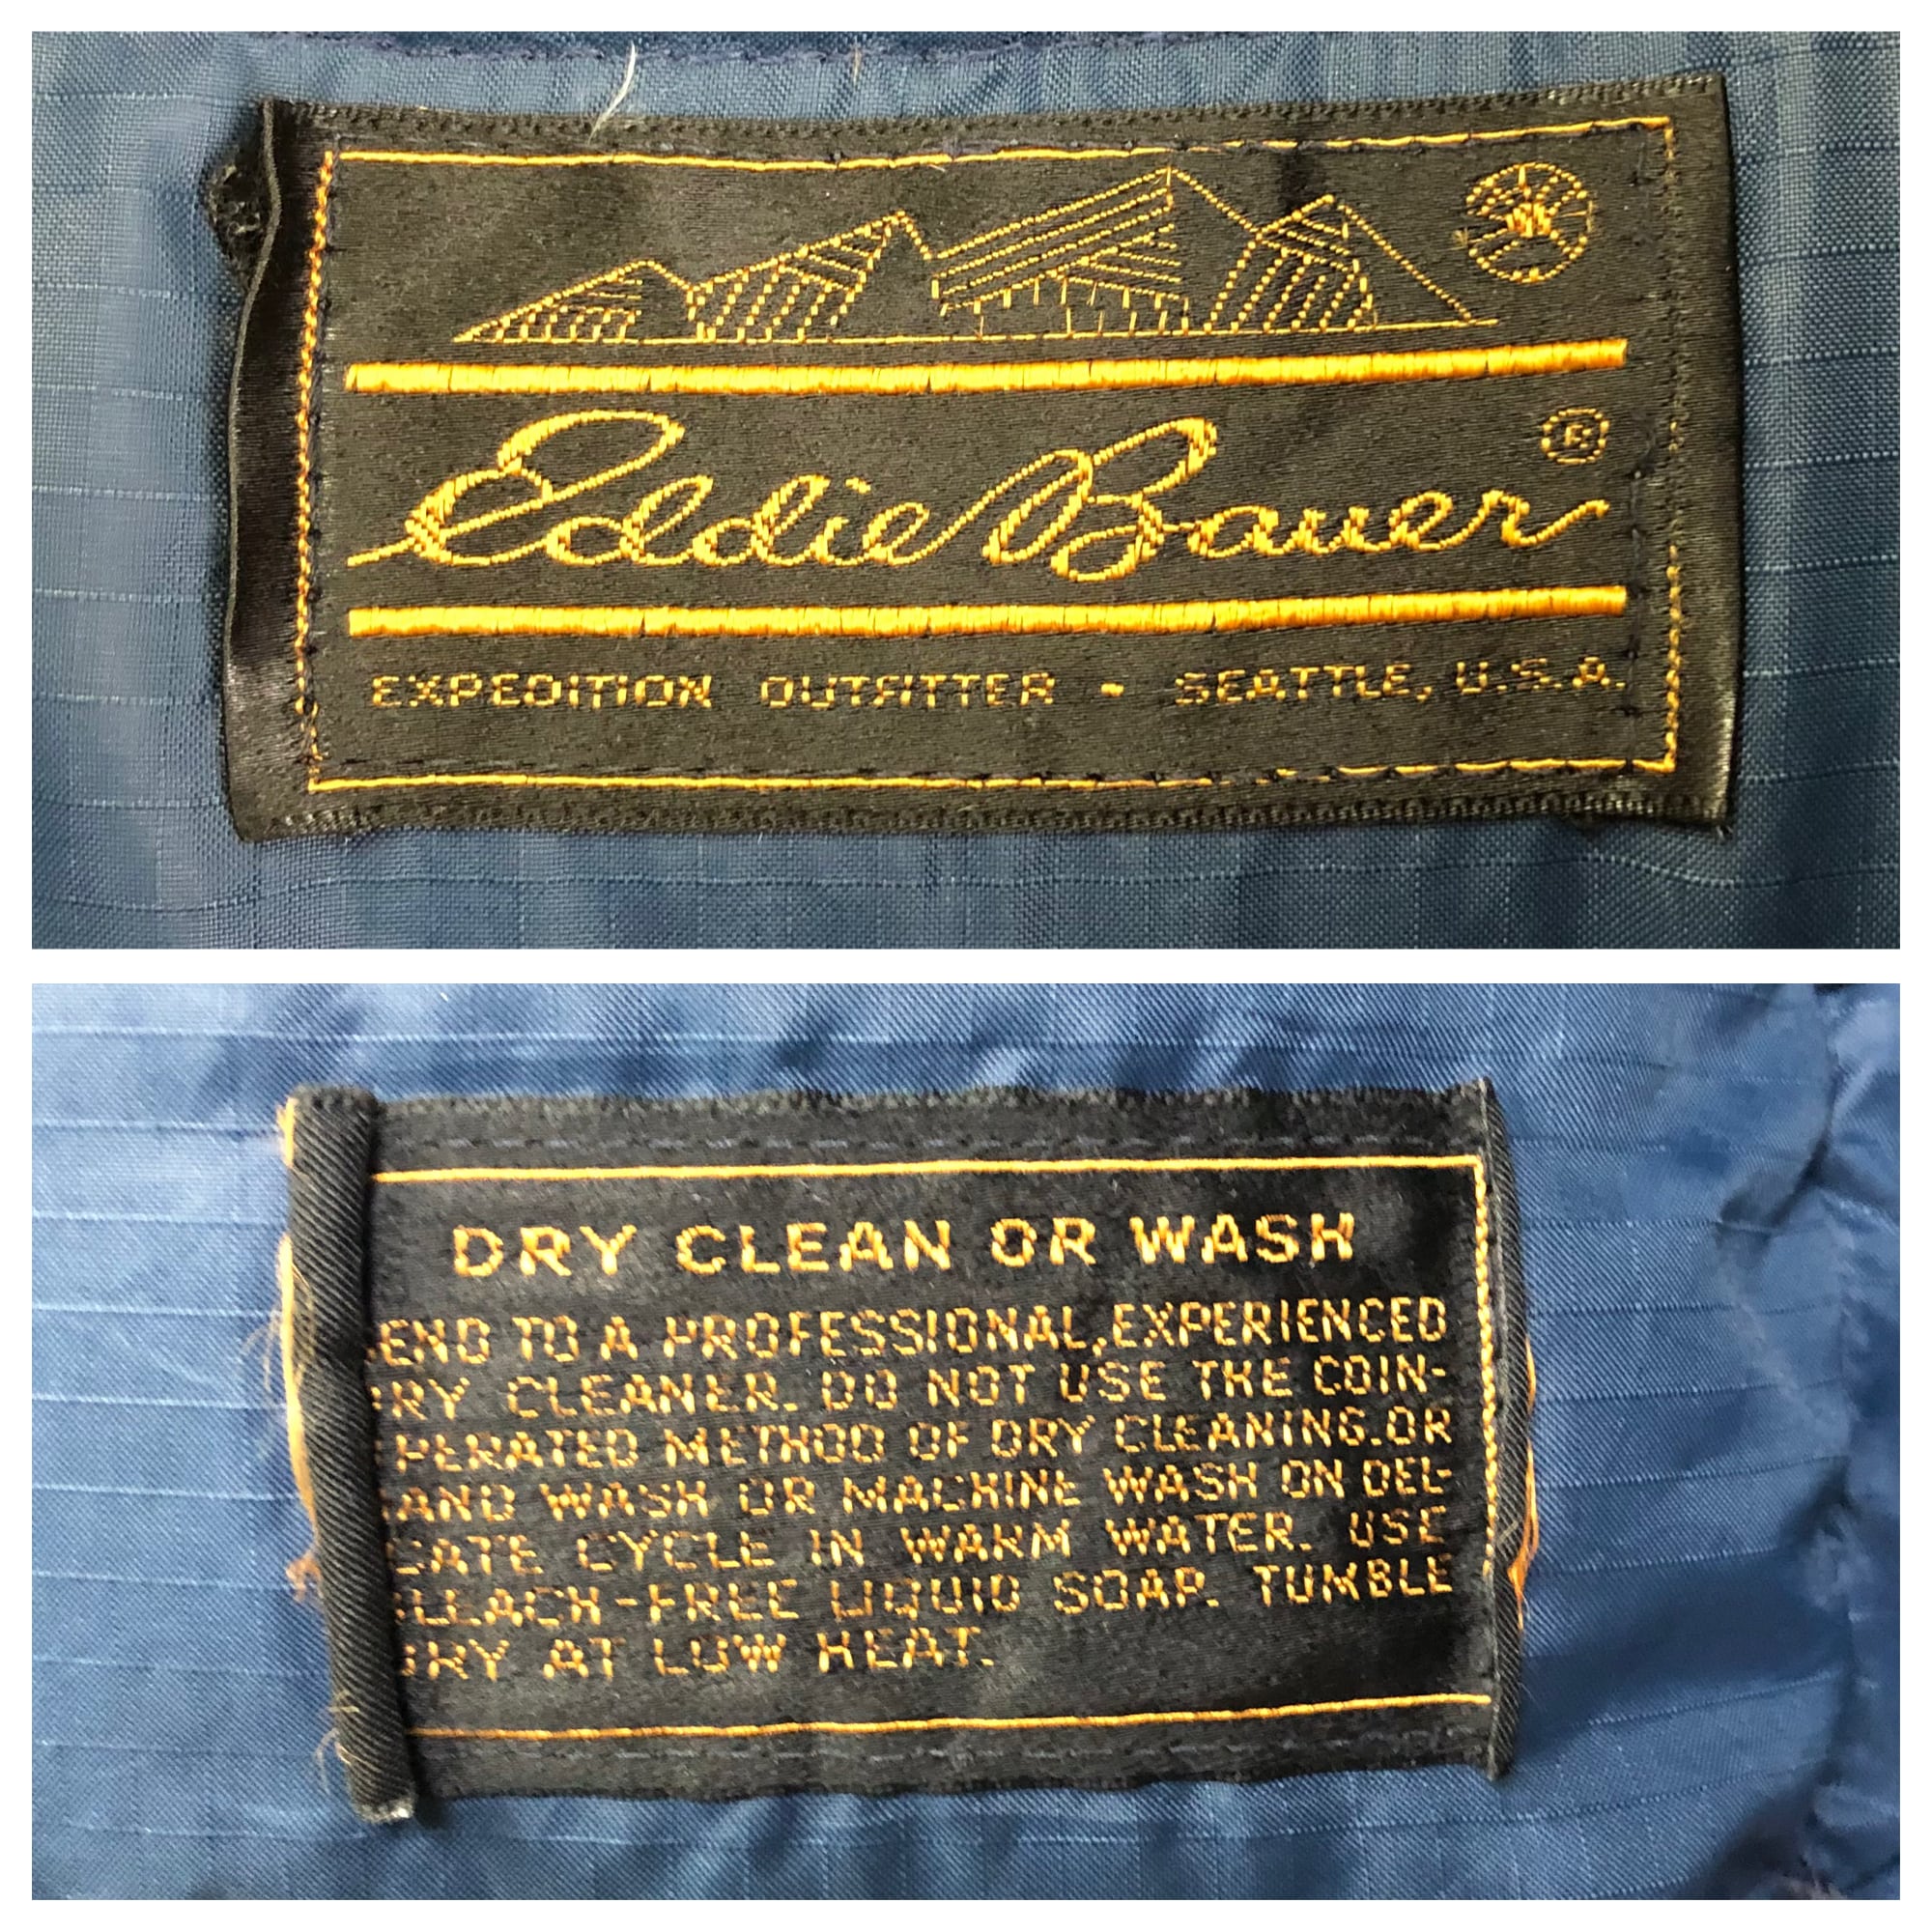 Eddie Bauer ®
EXPEDITION OUTFITTER - SEATTLE, U.S.A.
DRY CLEAN OR WASH
END TO A PROFESSIONAL, EXPERIENCED
RY CLEANER. DO NOT USE THE COIN-
PERATED METHOD OF DRY CLEANING. OR
AND WASH OR MACHINE WASH ON DEL-
CATE CYCLE IN WARM WATER. USE
LEACH-FREE LIQUID SOAP. TUMBLE
RY AT LOW HEAT.